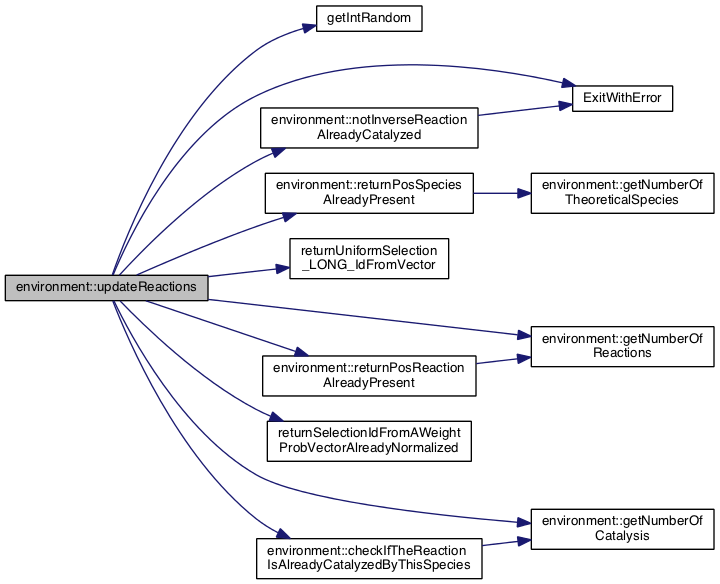 getIntRandom
ExitWithError
environment::notInverseReaction
AlreadyCatalyzed
environment::returnPosSpecies
AlreadyPresent
environment::getNumberOf
TheoreticalSpecies
returnUniformSelection
_LONG_IdFromVector
environment::updateReactions
environment::getNumberOf
Reactions
environment::returnPosReaction
AlreadyPresent
returnSelectionIdFromAWeight
ProbVectorAlreadyNormalized
environment::getNumberOf
Catalysis
environment::checkIfTheReaction
IsAlreadyCatalyzedByThisSpecies